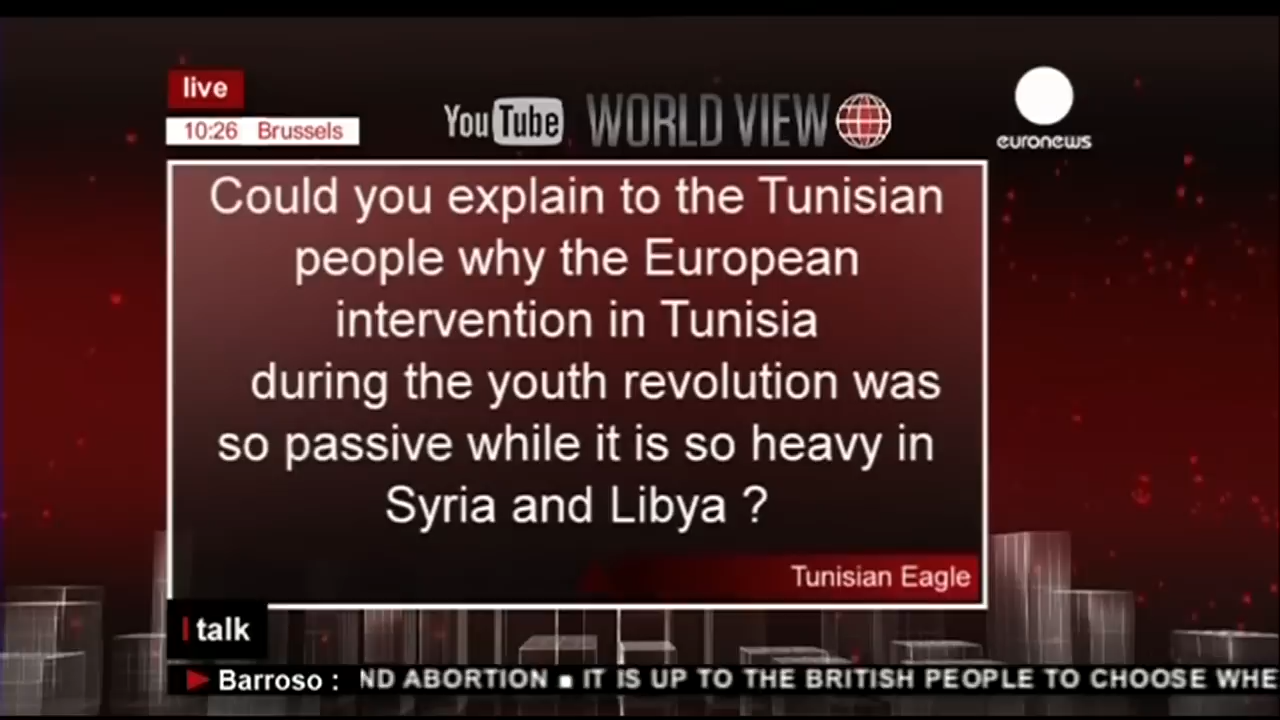 live
10:26 Brussels
YouTube WORLD VIEW
euronews
Could you explain to the Tunisian
people why the European
intervention in Tunisia
during the youth revolution was
so passive while it is so heavy in
Syria and Libya ?
Tunisian Eagle
I talk
Barroso : ND ABORTION ■ IT IS UP TO THE BRITISH PEOPLE TO CHOOSE WHE